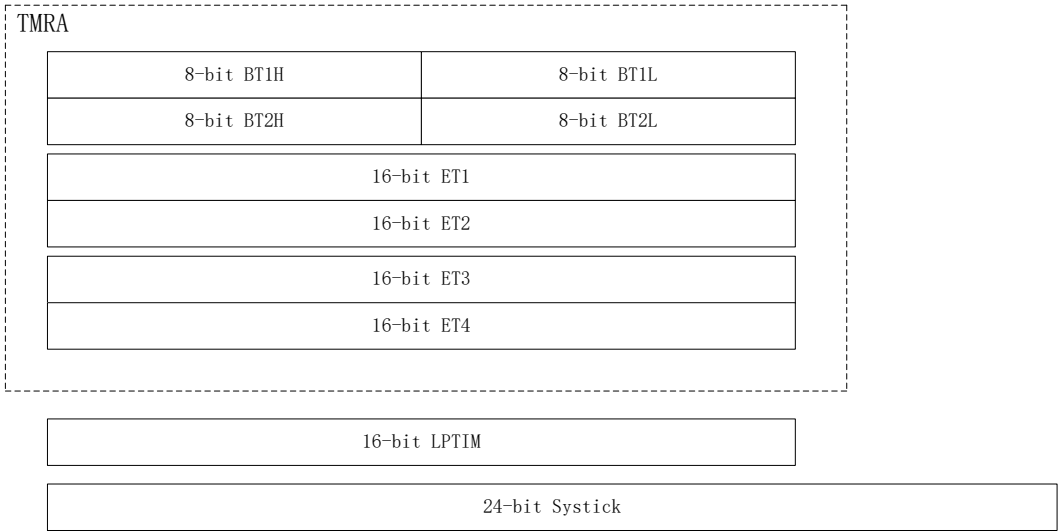 TMRA
8-bit BT1H 8-bit BT1L
8-bit BT2H 8-bit BT2L
16-bit ET1
16-bit ET2
16-bit ET3
16-bit ET4
16-bit LPTIM
24-bit Systick